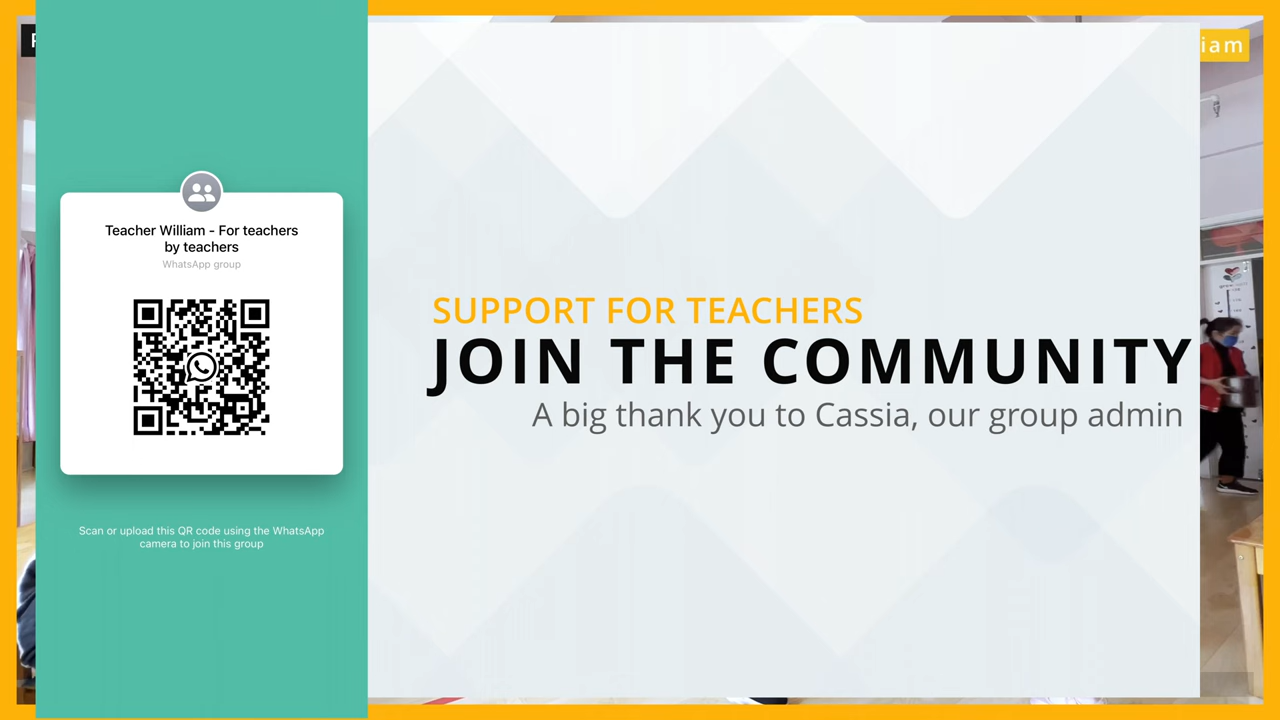 iam
Teacher William - For teachers
by teachers
WhatsApp group
Scan or upload this QR code using the WhatsApp
camera to join this group
SUPPORT FOR TEACHERS
JOIN THE COMMUNITY
A big thank you to Cassia, our group admin